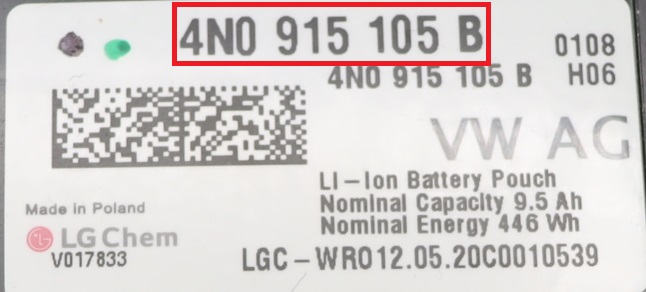 4N0 915 105 B
0108
4N0 915 105 B H06
VW AG
LI-Ion Battery Pouch
Nominal Capacity 9.5 Ah
Nominal Energy 446 Wh
Made in Poland
LG Chem
V017833
LGC-WR012.05.20C0010539